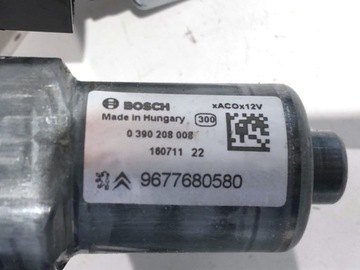 BOSCH xACOx12V
Made in Hungary 300
0 390 208 008
160711 22
9677680580